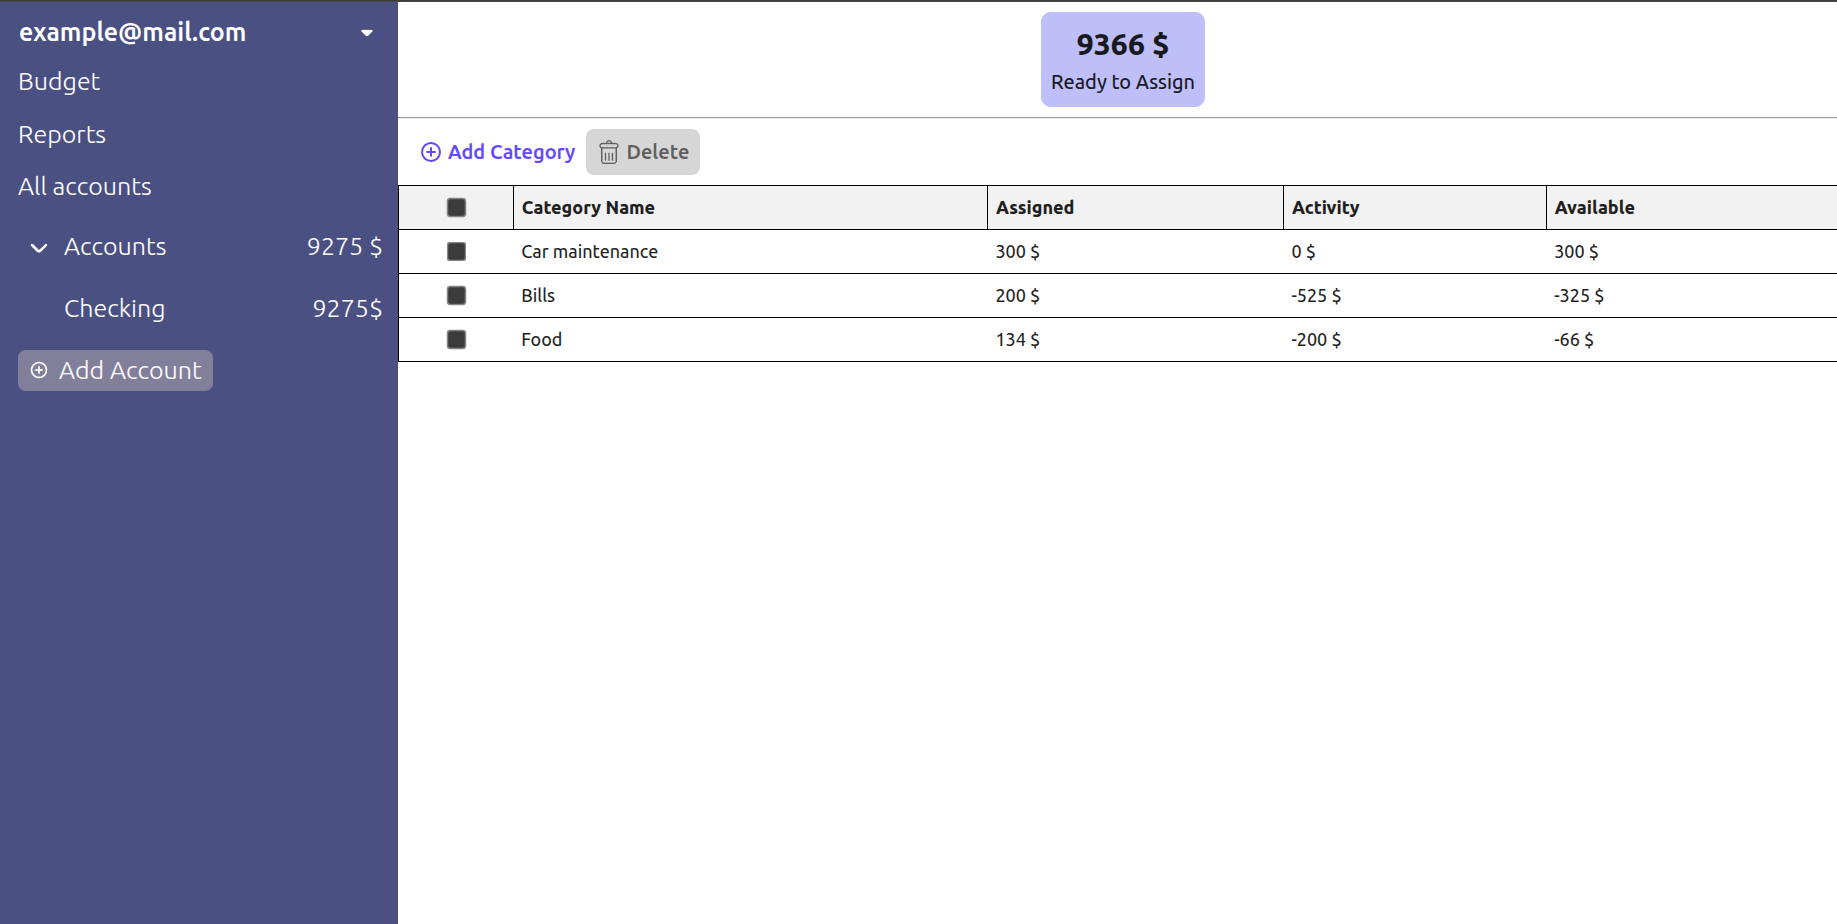 example@mail.com
Budget
Reports
All accounts
Accounts 9275 $
Checking 9275$
Add Account
9366 $
Ready to Assign
Add Category Delete
Category Name Assigned Activity Available
Car maintenance 300 $ 0 $ 300 $
Bills 200 $ -525 $ -325 $
Food 134 $ -200 $ -66 $